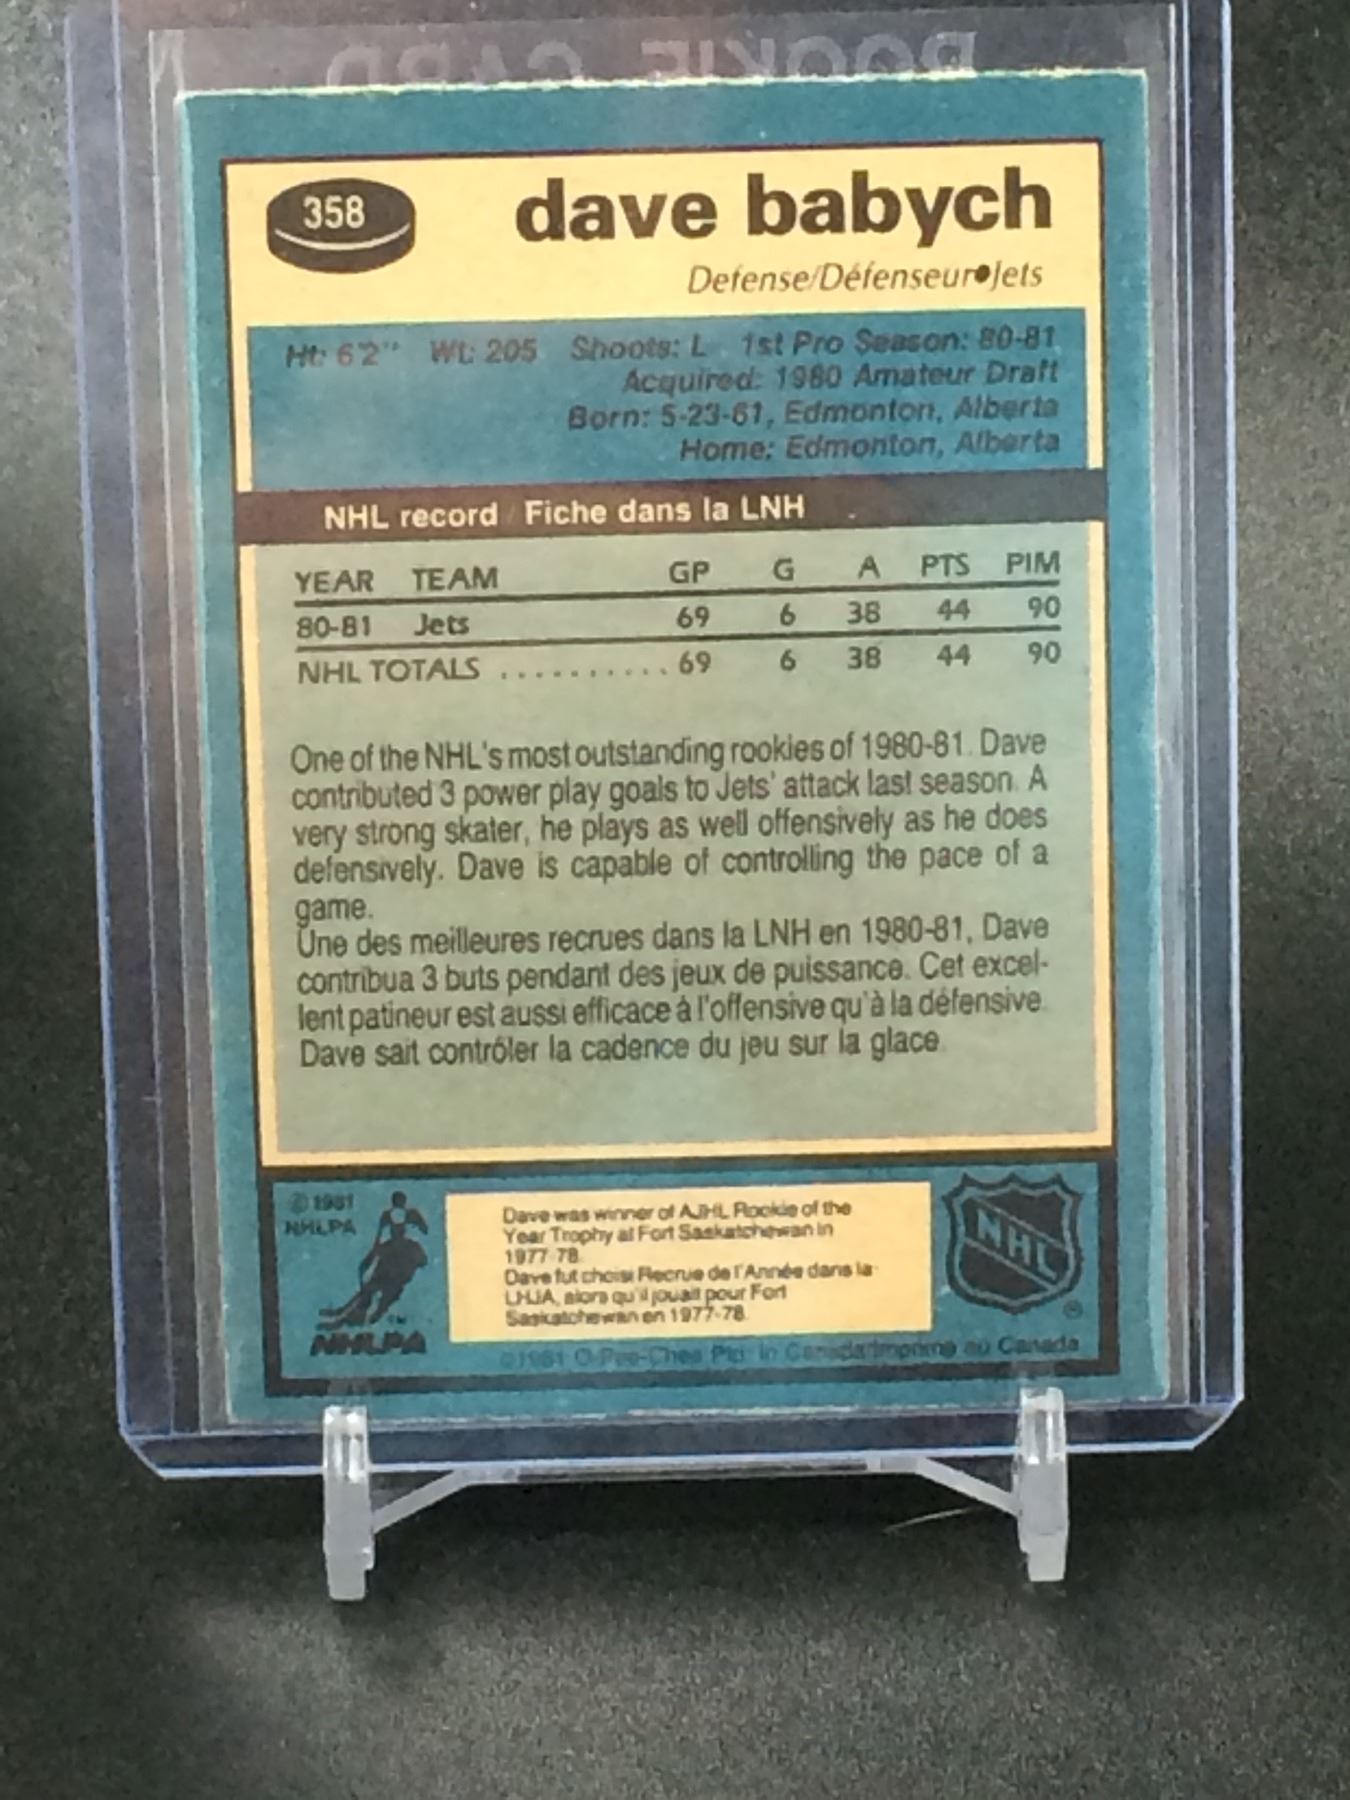 ROOKIE CARD
358
dave babych
Defense/Défenseur●Jets
Ht: 6'2" Wt: 205 Shoots: L 1st Pro Season: 80-81
Acquired: 1980 Amateur Draft
Born: 5-23-61, Edmonton, Alberta
Home: Edmonton, Alberta
NHL record / Fiche dans la LNH
YEAR TEAM GP G A PTS PIM
80-81 Jets 69 6 38 44 90
NHL TOTALS .......... 69 6 38 44 90
One of the NHL's most outstanding rookies of 1980-81. Dave
contributed 3 power play goals to Jets' attack last season. A
very strong skater, he plays as well offensively as he does
defensively. Dave is capable of controlling the pace of a
game.
Une des meilleures recrues dans la LNH en 1980-81, Dave
contribua 3 buts pendant des jeux de puissance. Cet excel-
lent patineur est aussi efficace à l'offensive qu'à la défensive.
Dave sait contrôler la cadence du jeu sur la glace.
© 1981
NHLPA
NHLPA
TM
Dave was winner of AJHL Rookie of the
Year Trophy at Fort Saskatchewan in
1977-78.
Dave fut choisi Recrue de l'Année dans la
LHJA, alors qu'il jouait pour Fort
Saskatchewan en 1977-78.
NHL
®
©1981 O-Pee-Chee Ptd. in Canada/Imprimé au Canada